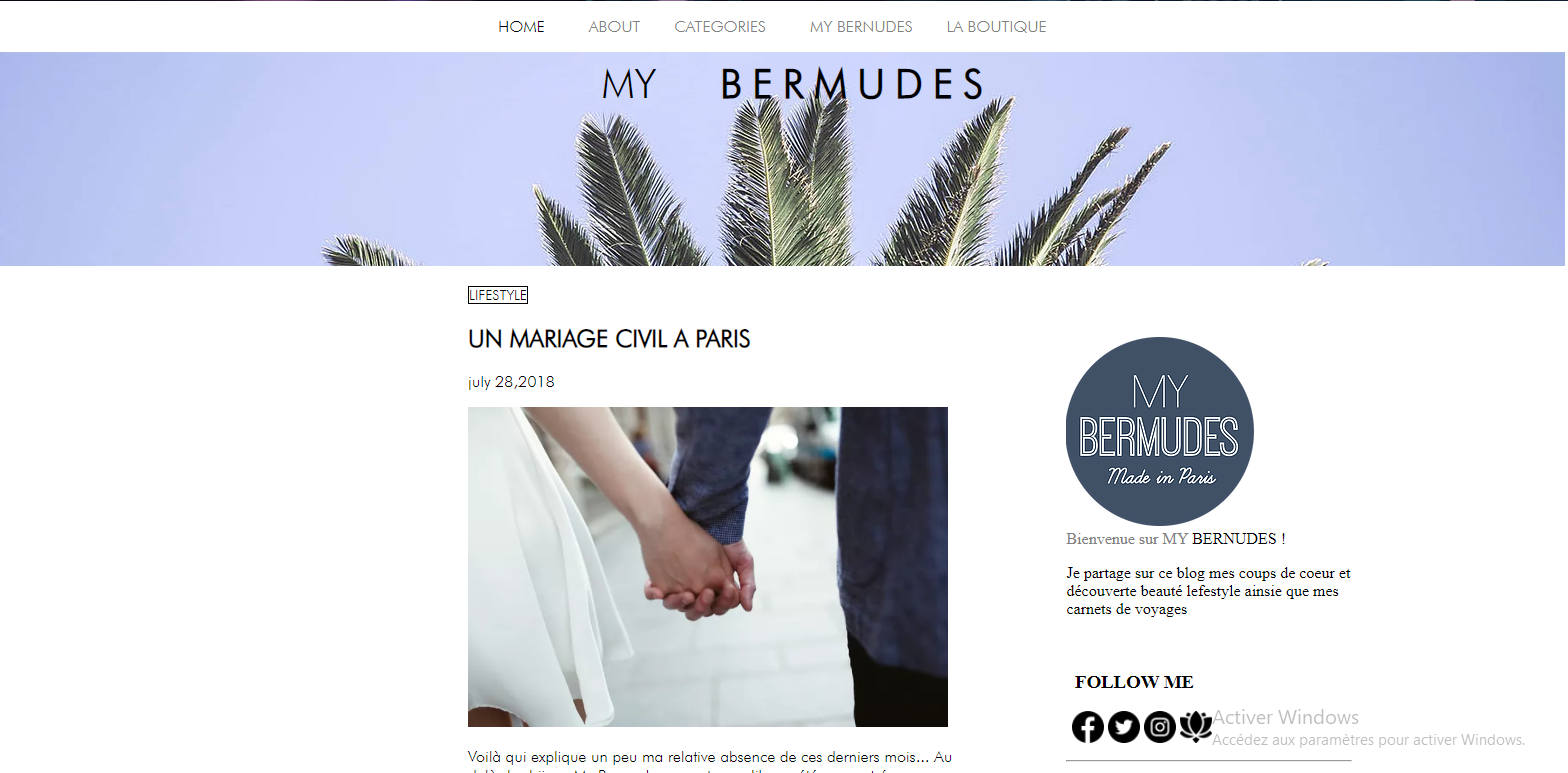 HOME ABOUT CATEGORIES MY BERNUDES LA BOUTIQUE
MY BERMUDES
LIFESTYLE
UN MARIAGE CIVIL A PARIS
july 28,2018
Voilà qui explique un peu ma relative absence de ces derniers mois... Au
MY
BERMUDES
Made in Paris
Bienvenue sur MY BERNUDES !
Je partage sur ce blog mes coups de coeur et
découverte beauté lefestyle ainsie que mes
carnets de voyages
FOLLOW ME
Activer Windows
Accédez aux paramètres pour activer Windows.